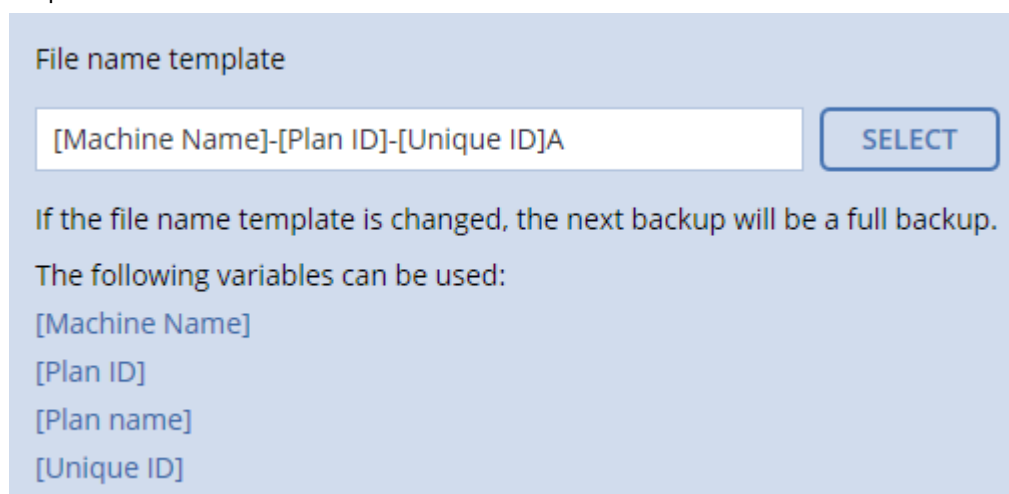 File name template
[Machine Name]-[Plan ID]-[Unique ID]A
SELECT
If the file name template is changed, the next backup will be a full backup.
The following variables can be used:
[Machine Name]
[Plan ID]
[Plan name]
[Unique ID]